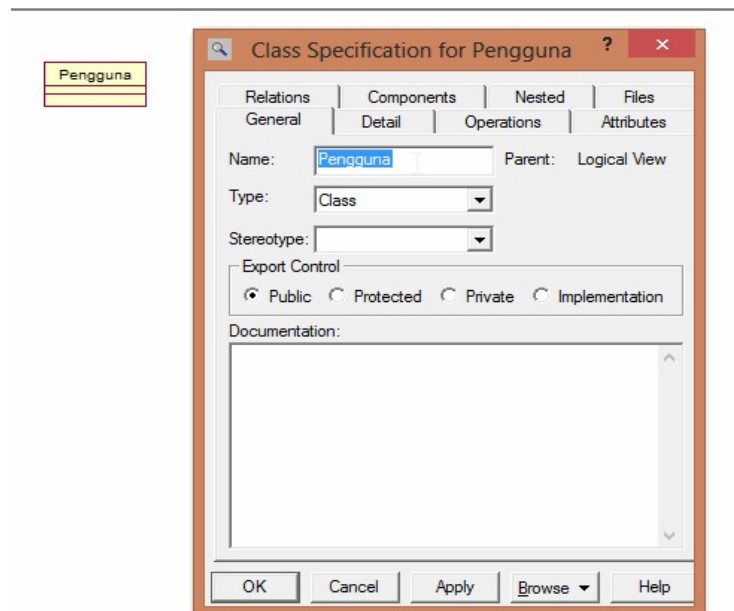 Class Specification for Pengguna ? ×
Pengguna
Relations Components Nested Files
General Detail Operations Attributes
Name: Pengguna Parent: Logical View
Type: Class
Stereotype:
Export Control
Public Protected Private Implementation
Documentation:
OK Cancel Apply Browse Help